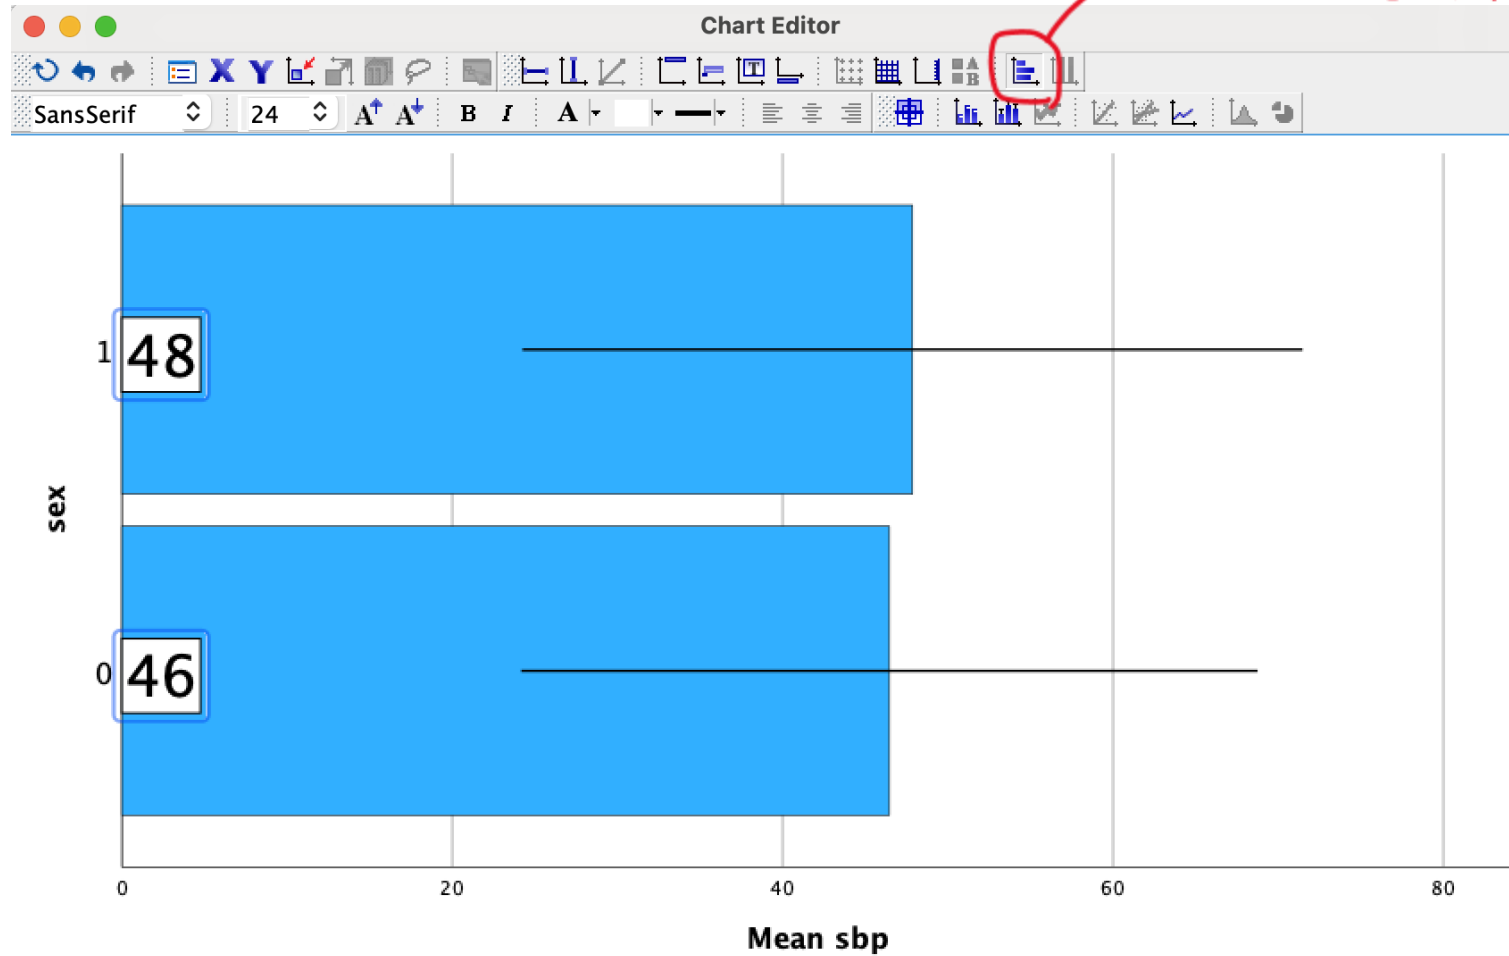 Chart Editor
X Y A B
SansSerif 24 A A B I A
1 48
sex
0 46
0 20 40 60 80
Mean sbp